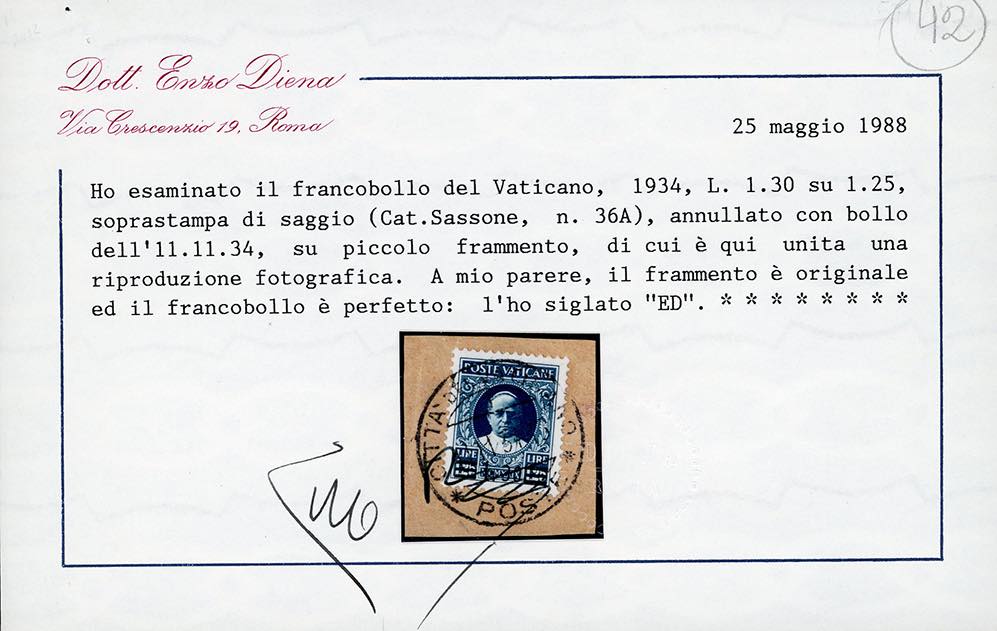 42
Dott. Enzo Diena
Via Crescenzio 19, Roma
25 maggio 1988
Ho esaminato il francobollo del Vaticano, 1934, L. 1.30 su 1.25,
soprastampa di saggio (Cat.Sassone, n. 36A), annullato con bollo
dell'11.11.34, su piccolo frammento, di cui è qui unita una
riproduzione fotografica. A mio parere, il frammento è originale
ed il francobollo è perfetto: l'ho siglato "ED". * * * * * * * *
POSTE VATICANE
CITTA'
LIRE LIRE
* POSTE *